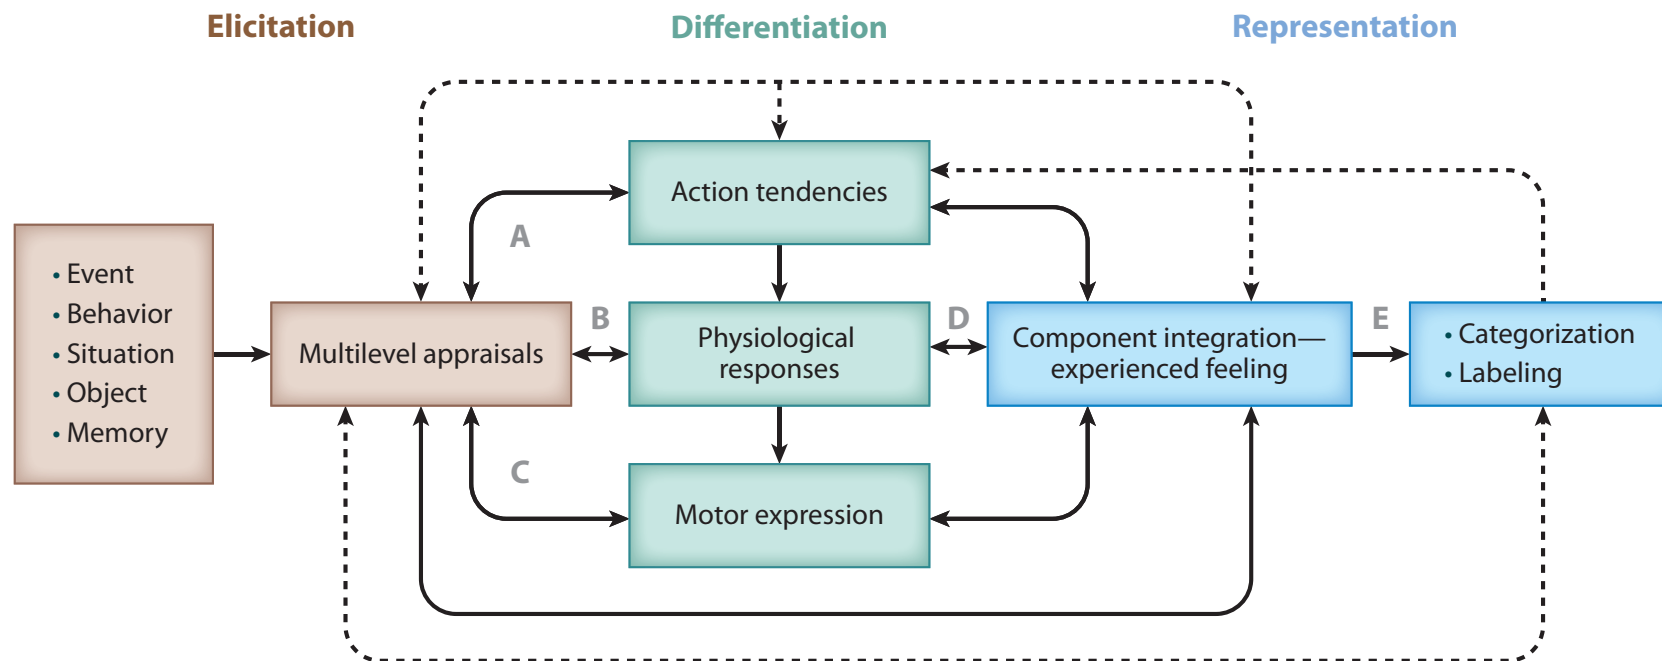 Elicitation
Differentiation
Representation
• Event
• Behavior
• Situation
• Object
• Memory
Multilevel appraisals
A
B
C
Action tendencies
Physiological
responses
Motor expression
D
Component integration—
experienced feeling
E
• Categorization
• Labeling